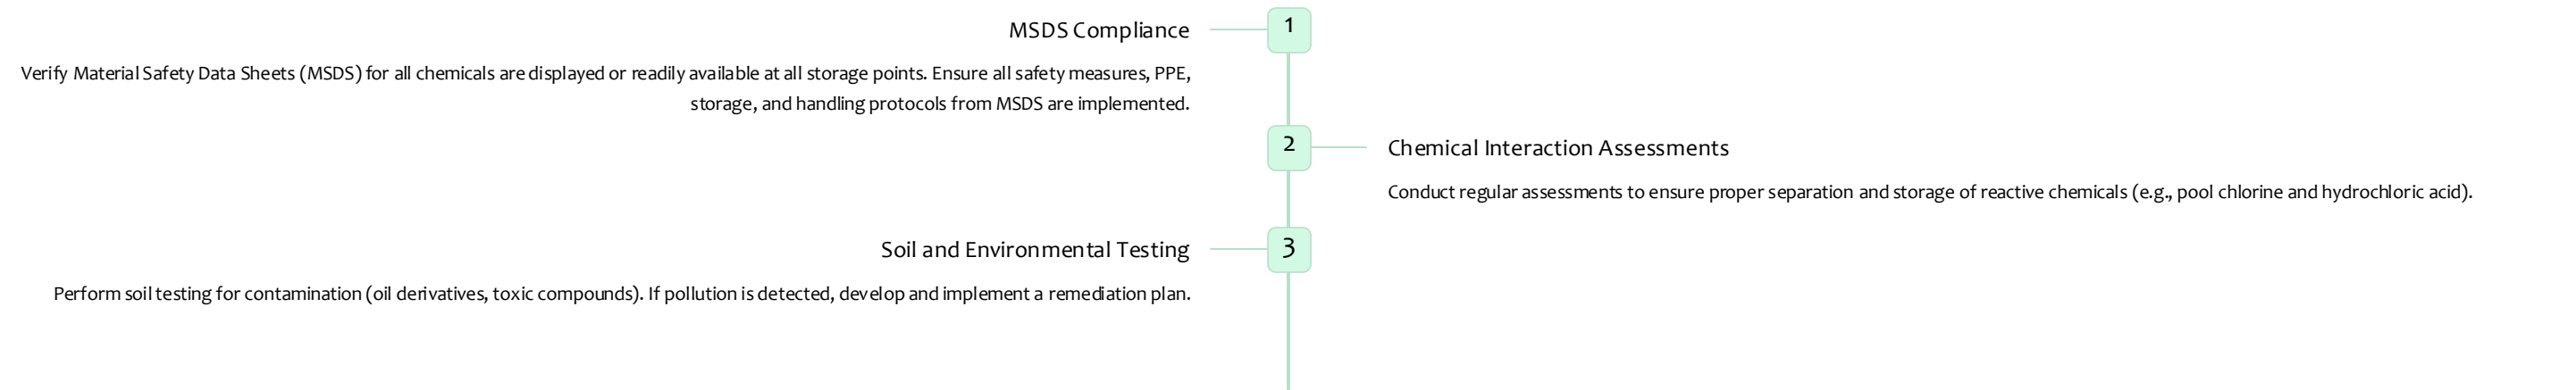 MSDS Compliance
1
Verify Material Safety Data Sheets (MSDS) for all chemicals are displayed or readily available at all storage points. Ensure all safety measures, PPE,
storage, and handling protocols from MSDS are implemented.
2
Chemical Interaction Assessments
Conduct regular assessments to ensure proper separation and storage of reactive chemicals (e.g., pool chlorine and hydrochloric acid).
Soil and Environmental Testing
3
Perform soil testing for contamination (oil derivatives, toxic compounds). If pollution is detected, develop and implement a remediation plan.